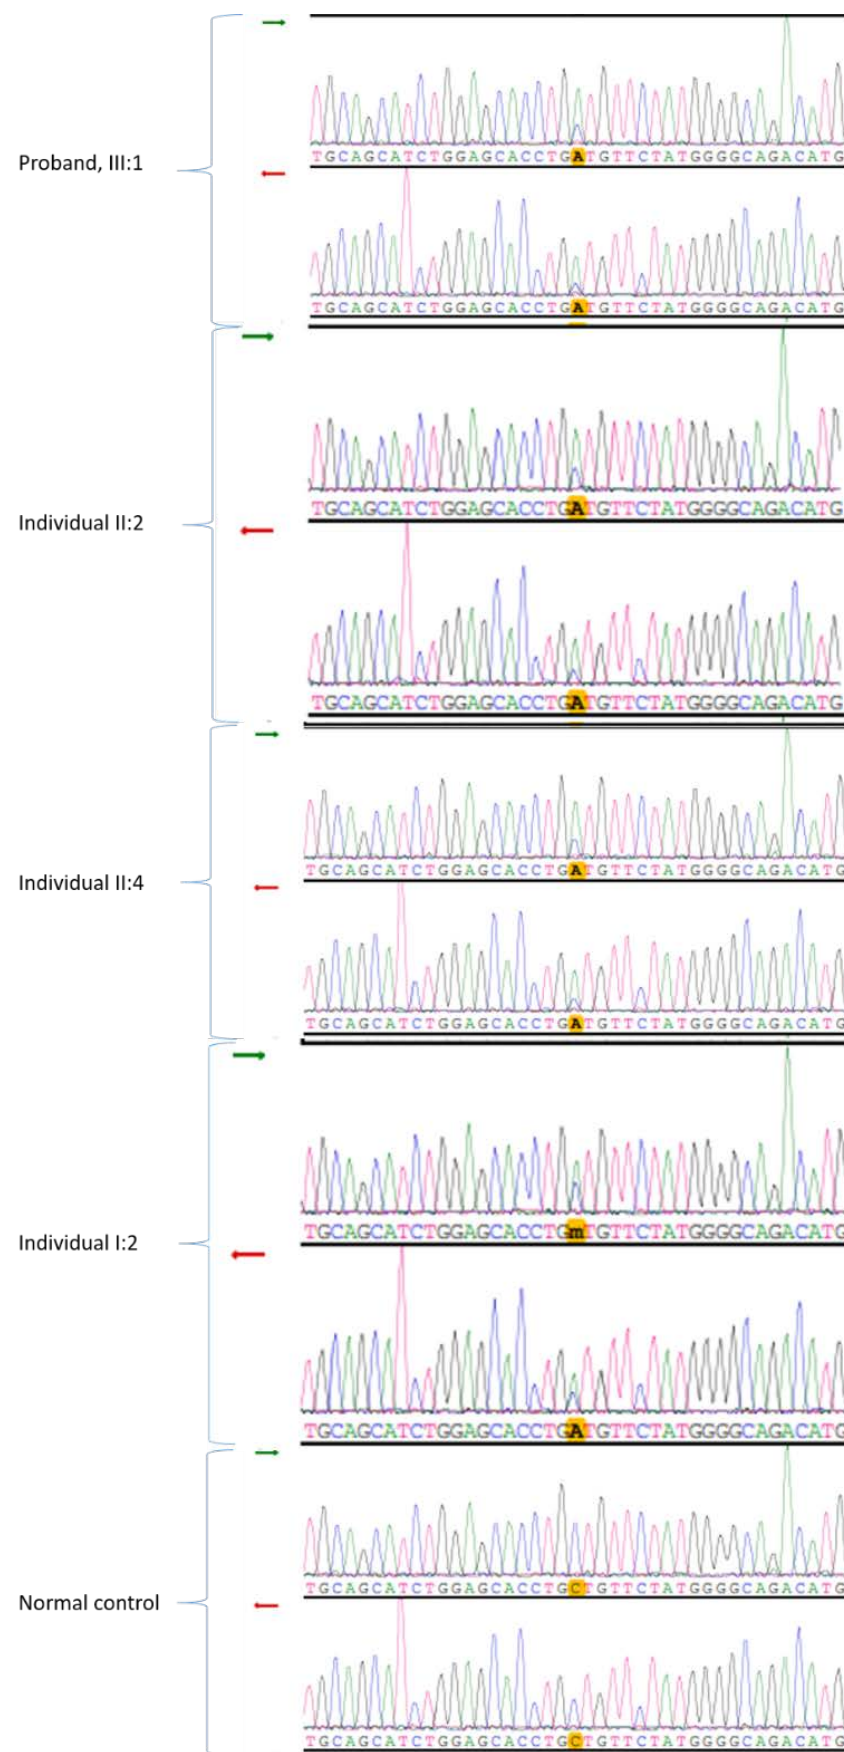 TGCAGCATCTGGAGCACCTGATGTTCTATGGGGCAGACATG
Proband, III:1
TGCAGCATCTGGAGCACCTGATGTTCTATGGGGCAGACATG
TGCAGCATCTGGAGCACCTGATGTTCTATGGGGCAGACATG
Individual II:2
TGCAGCATCTGGAGCACCTGATGTTCTATGGGGCAGACATG
TGCAGCATCTGGAGCACCTGATGTTCTATGGGGCAGACATG
Individual II:4
TGCAGCATCTGGAGCACCTGATGTTCTATGGGGCAGACATG
TGCAGCATCTGGAGCACCTGmTGTTCTATGGGGCAGACATG
Individual I:2
TGCAGCATCTGGAGCACCTGATGTTCTATGGGGCAGACATG
TGCAGCATCTGGAGCACCTGCTGTTCTATGGGGCAGACATG
Normal control
TGCAGCATCTGGAGCACCTGCTGTTCTATGGGGCAGACATG